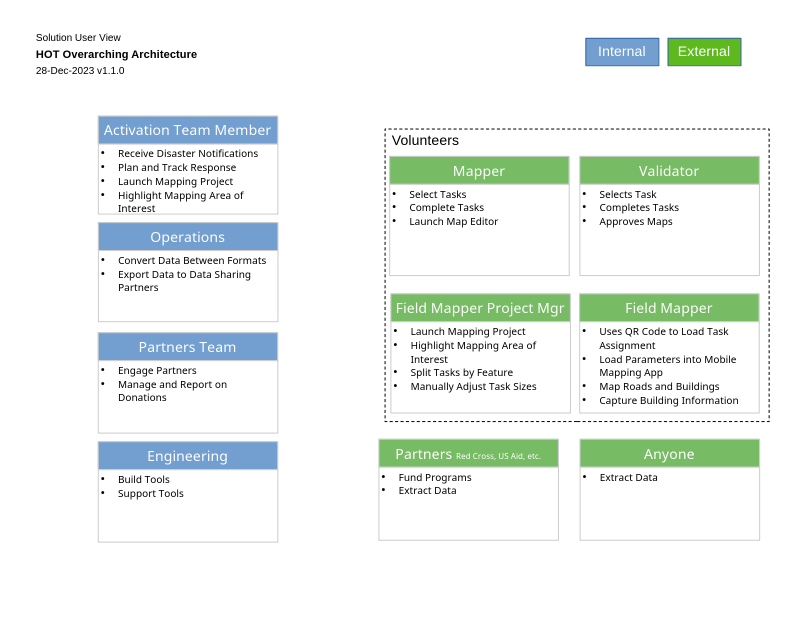 Solution User View
HOT Overarching Architecture
28-Dec-2023 v1.1.0
Internal
External
Activation Team Member
• Receive Disaster Notifications
• Plan and Track Response
• Launch Mapping Project
• Highlight Mapping Area of
Interest
Operations
• Convert Data Between Formats
• Export Data to Data Sharing
Partners
Partners Team
• Engage Partners
• Manage and Report on
Donations
Engineering
• Build Tools
• Support Tools
Volunteers
Mapper
• Select Tasks
• Complete Tasks
• Launch Map Editor
Validator
• Selects Task
• Completes Tasks
• Approves Maps
Field Mapper Project Mgr
• Launch Mapping Project
• Highlight Mapping Area of
Interest
• Split Tasks by Feature
• Manually Adjust Task Sizes
Field Mapper
• Uses QR Code to Load Task
Assignment
• Load Parameters into Mobile
Mapping App
• Map Roads and Buildings
• Capture Building Information
Partners Red Cross, US Aid, etc.
• Fund Programs
• Extract Data
Anyone
• Extract Data